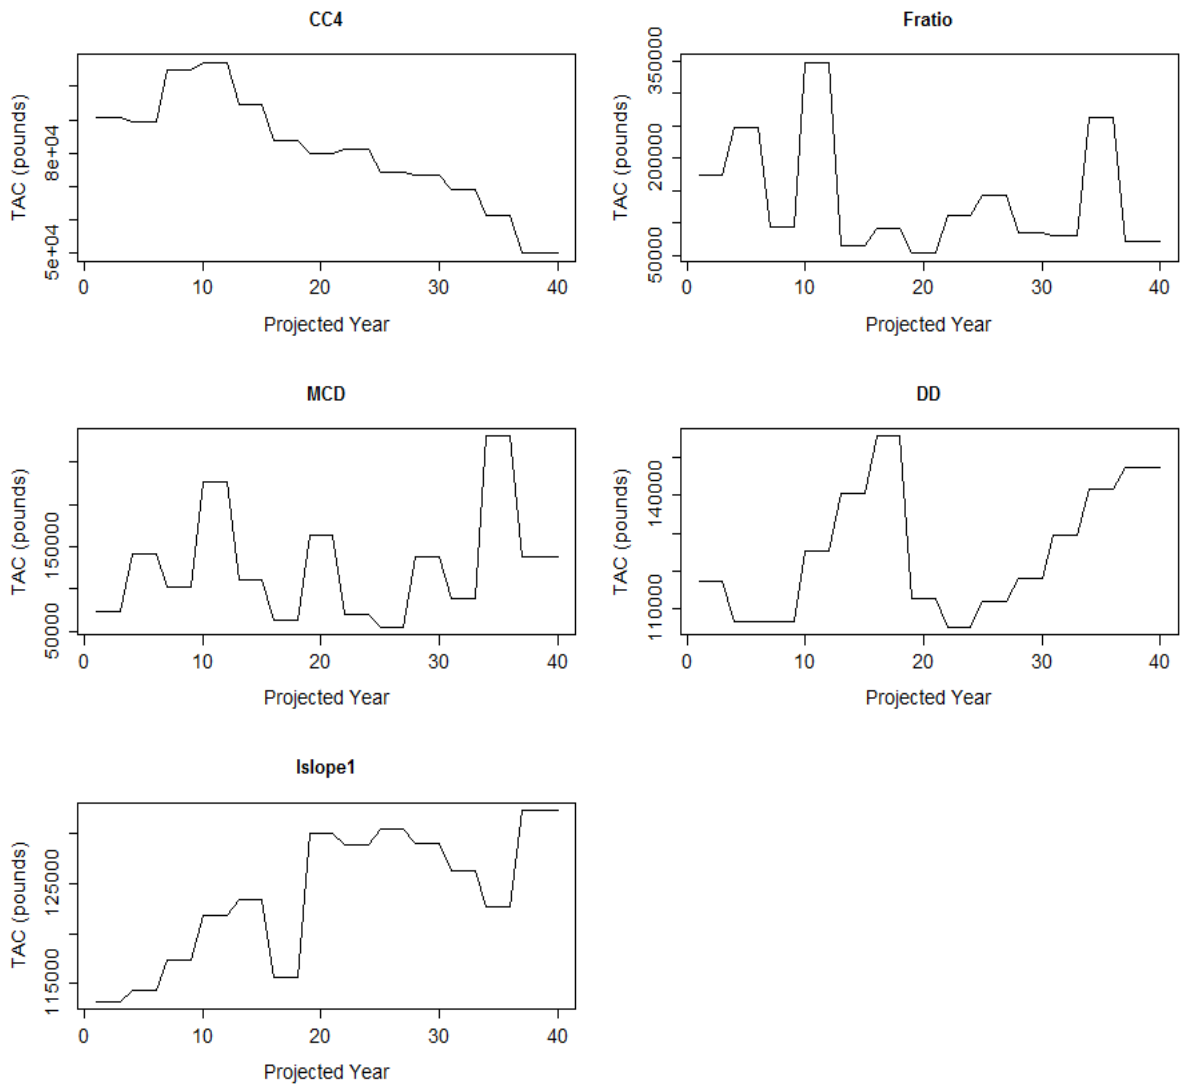 CC4
TAC (pounds)
5e+04 8e+04
0 10 20 30 40
Projected Year
Fratio
TAC (pounds)
50000 200000 350000
0 10 20 30 40
Projected Year
MCD
TAC (pounds)
50000 150000
0 10 20 30 40
Projected Year
DD
TAC (pounds)
110000 140000
0 10 20 30 40
Projected Year
Islope1
TAC (pounds)
115000 125000
0 10 20 30 40
Projected Year